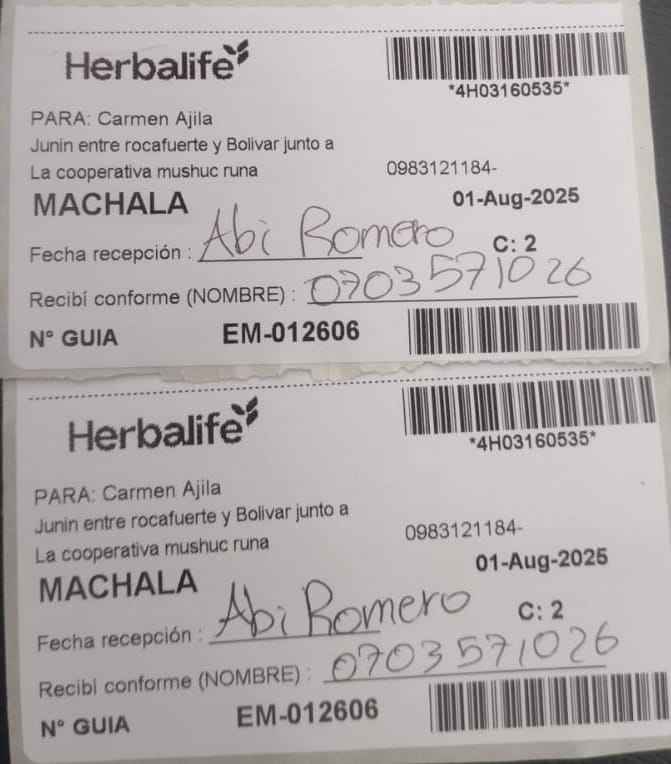 Herbalife
*4H03160535*
PARA: Carmen Ajila
Junin entre rocafuerte y Bolivar junto a
La cooperativa mushuc runa 0983121184-
MACHALA 01-Aug-2025
Fecha recepción : Abi Romero C: 2
Recibí conforme (NOMBRE) : 0703571026
N° GUIA EM-012606
Herbalife
*4H03160535*
PARA: Carmen Ajila
Junin entre rocafuerte y Bolivar junto a
La cooperativa mushuc runa 0983121184-
MACHALA 01-Aug-2025
Fecha recepción : Abi Romero C: 2
Recibí conforme (NOMBRE) : 0703571026
N° GUIA EM-012606